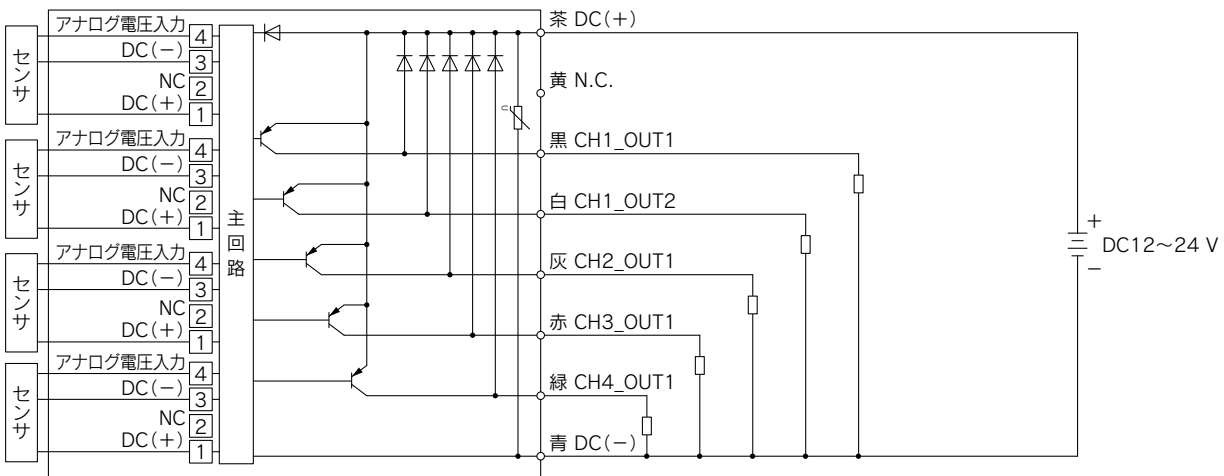 センサ
アナログ電圧入力 4
DC(−) 3
NC 2
DC(+) 1
センサ
アナログ電圧入力 4
DC(−) 3
NC 2
DC(+) 1
センサ
アナログ電圧入力 4
DC(−) 3
NC 2
DC(+) 1
センサ
アナログ電圧入力 4
DC(−) 3
NC 2
DC(+) 1
主回路
茶 DC(+)
黄 N.C.
黒 CH1_OUT1
白 CH1_OUT2
灰 CH2_OUT1
赤 CH3_OUT1
緑 CH4_OUT1
青 DC(−)
+
DC12〜24 V
−